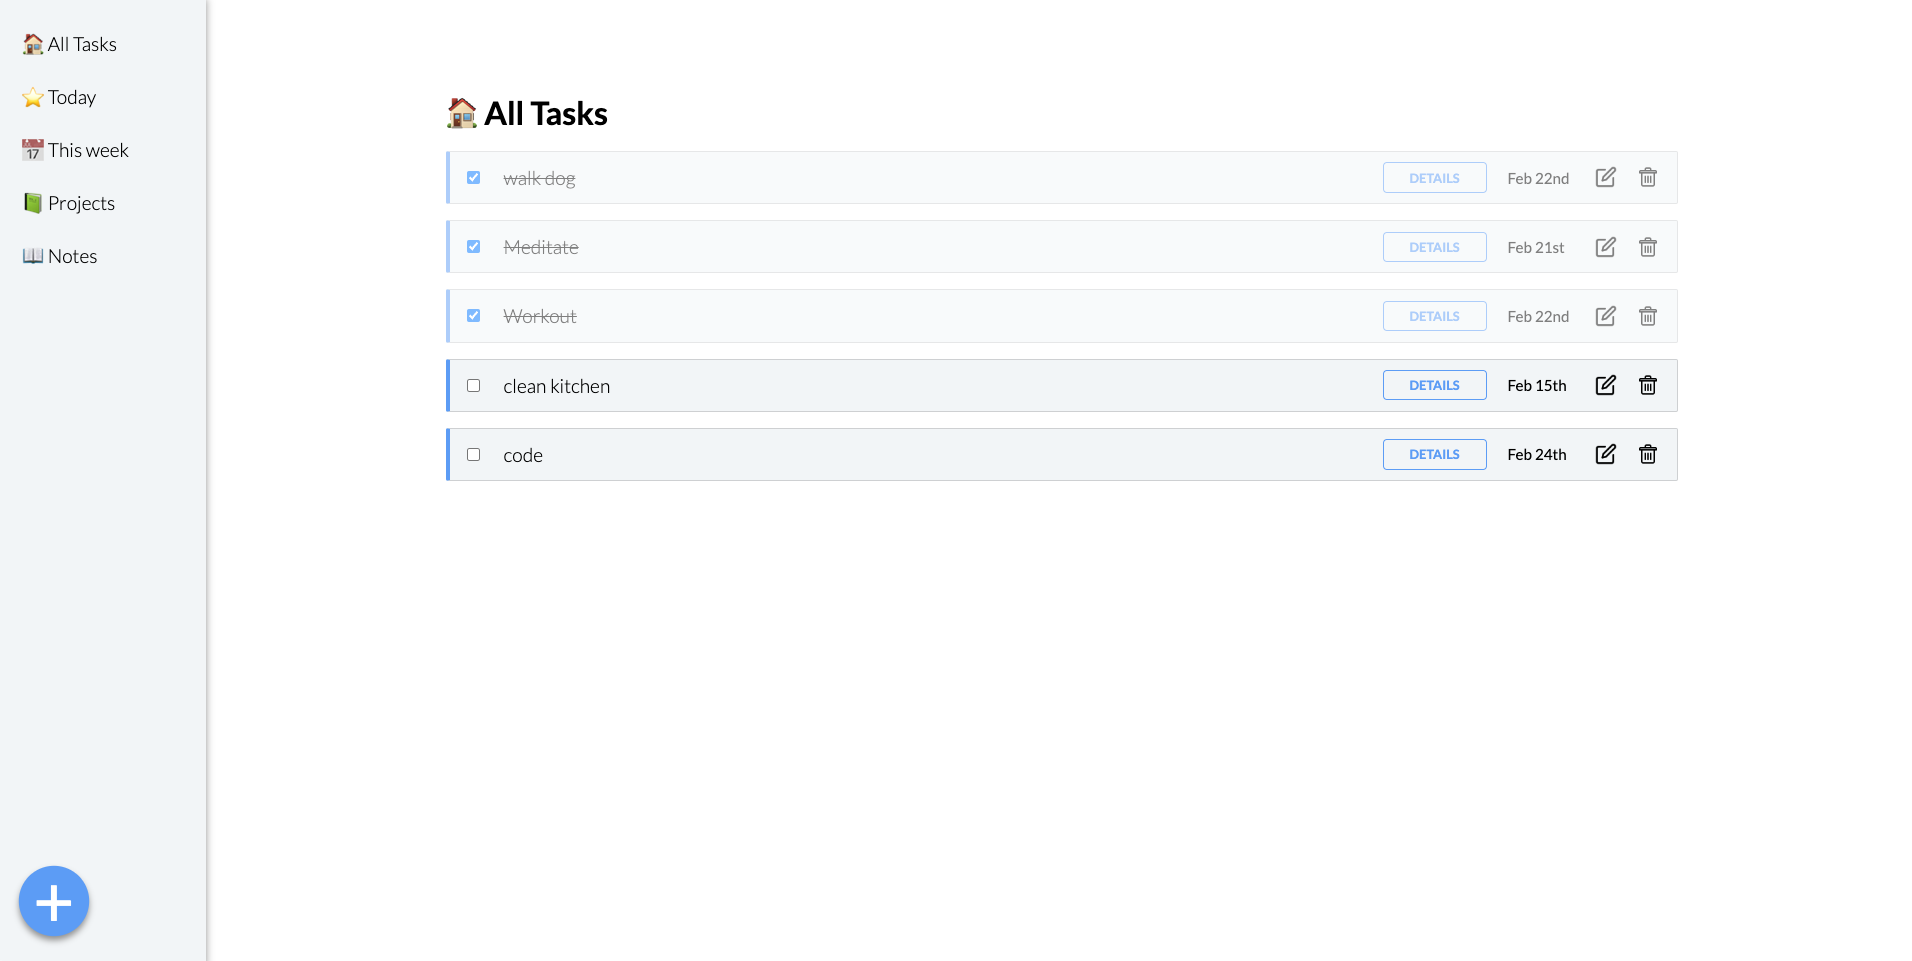 All Tasks
Today
This week
Projects
Notes
All Tasks
walk dog DETAILS Feb 22nd
Meditate DETAILS Feb 21st
Workout DETAILS Feb 22nd
clean kitchen DETAILS Feb 15th
code DETAILS Feb 24th